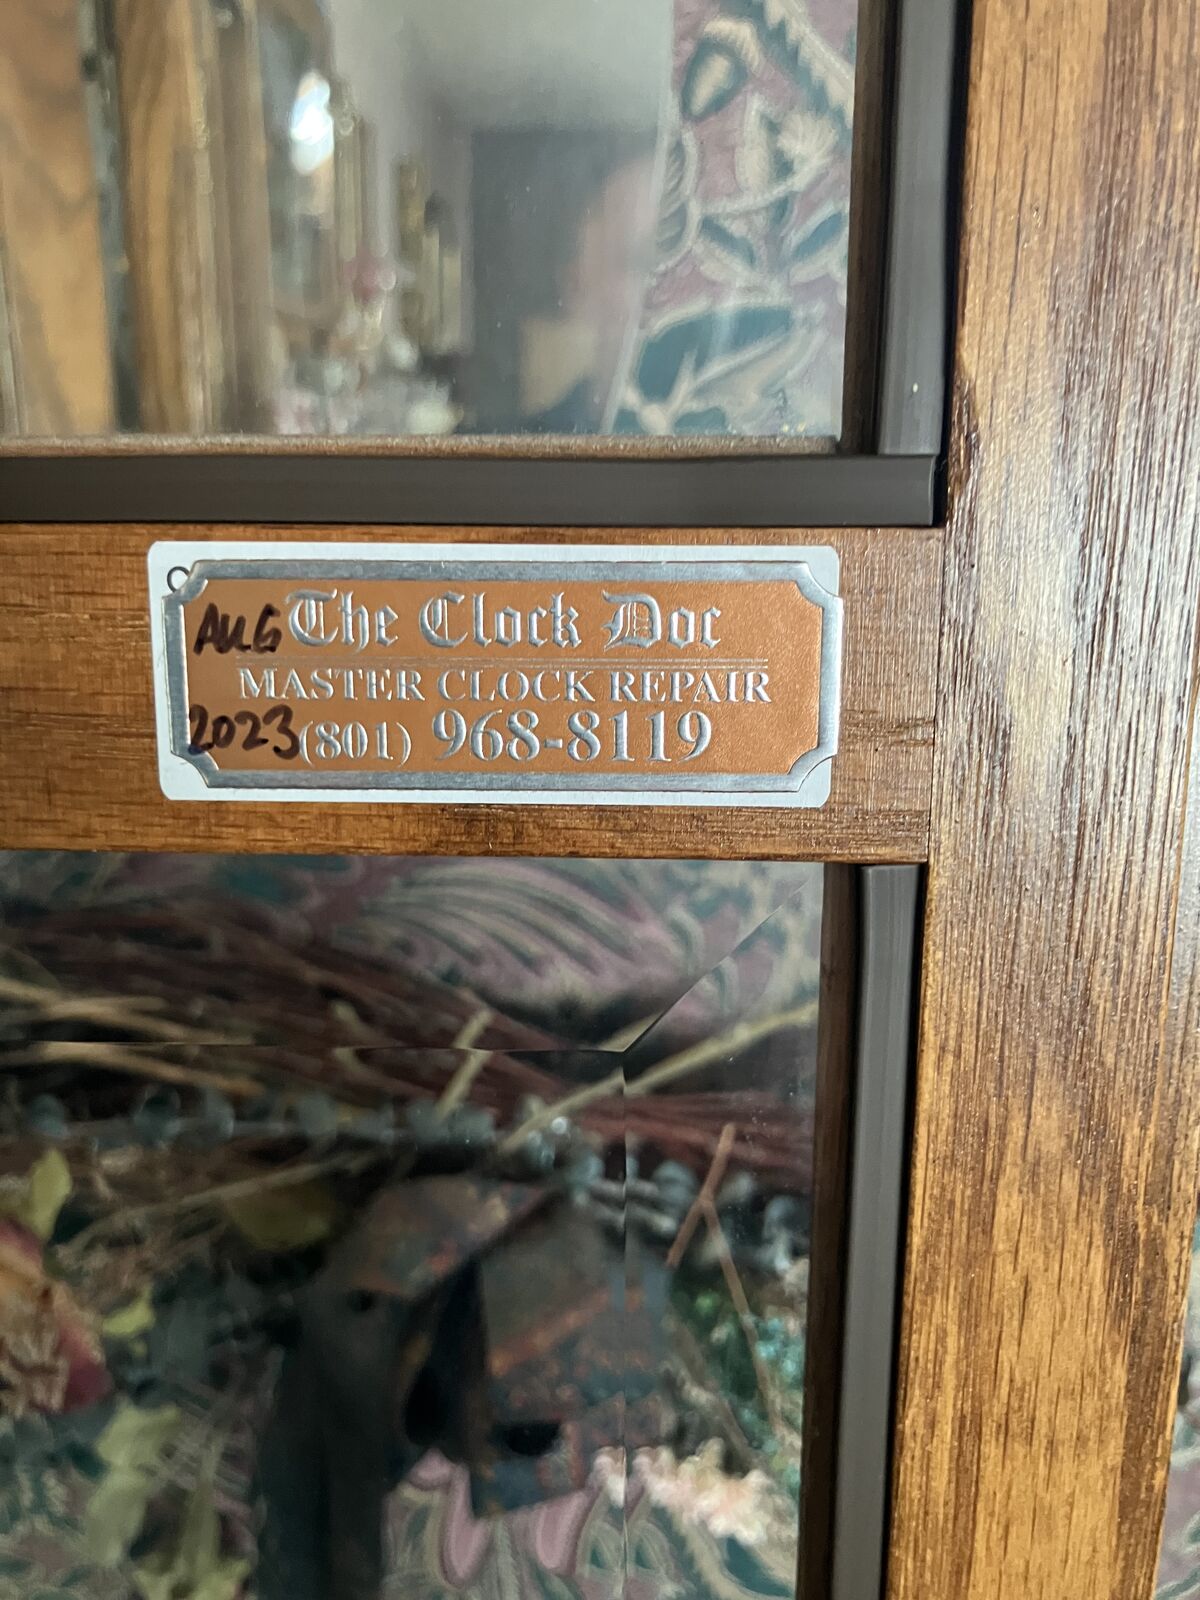 AUG The Clock Doc
MASTER CLOCK REPAIR
2023 (801) 968-8119